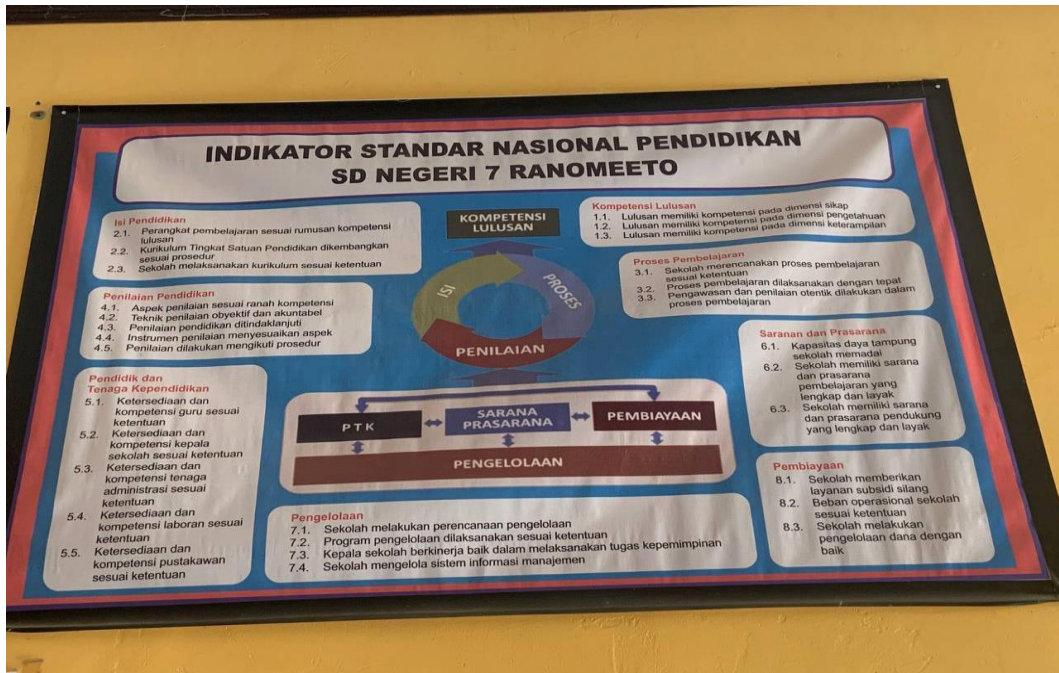 INDIKATOR STANDAR NASIONAL PENDIDIKAN
SD NEGERI 7 RANOMEETO
Isi Pendidikan
2.1. Perangkat pembelajaran sesuai rumusan kompetensi
lulusan
2.2. Kurikulum Tingkat Satuan Pendidikan dikembangkan
sesuai prosedur
2.3. Sekolah melaksanakan kurikulum sesuai ketentuan
KOMPETENSI
LULUSAN
Kompetensi Lulusan
1.1. Lulusan memiliki kompetensi pada dimensi sikap
1.2. Lulusan memiliki kompetensi pada dimensi pengetahuan
1.3. Lulusan memiliki kompetensi pada dimensi keterampilan
Penilaian Pendidikan
4.1. Aspek penilaian sesuai ranah kompetensi
4.2. Teknik penilaian obyektif dan akuntabel
4.3. Penilaian pendidikan ditindaklanjuti
4.4. Instrumen penilaian menyesuaikan aspek
4.5. Penilaian dilakukan mengikuti prosedur
ISI
PROSES
PENILAIAN
Proses Pembelajaran
3.1. Sekolah merencanakan proses pembelajaran
sesuai ketentuan
3.2. Proses pembelajaran dilaksanakan dengan tepat
3.3. Pengawasan dan penilaian otentik dilakukan dalam
proses pembelajaran
Pendidik dan
Tenaga Kependidikan
5.1. Ketersediaan dan
kompetensi guru sesuai
ketentuan
5.2. Ketersediaan dan
kompetensi kepala
sekolah sesuai ketentuan
5.3. Ketersediaan dan
kompetensi tenaga
administrasi sesuai
ketentuan
5.4. Ketersediaan dan
kompetensi laboran sesuai
ketentuan
5.5. Ketersediaan dan
kompetensi pustakawan
sesuai ketentuan
PTK
SARANA
PRASARANA
PEMBIAYAAN
PENGELOLAAN
Saranan dan Prasarana
6.1. Kapasitas daya tampung
sekolah memadai
6.2. Sekolah memiliki sarana
dan prasarana
pembelajaran yang
lengkap dan layak
6.3. Sekolah memiliki sarana
dan prasarana pendukung
yang lengkap dan layak
Pengelolaan
7.1. Sekolah melakukan perencanaan pengelolaan
7.2. Program pengelolaan dilaksanakan sesuai ketentuan
7.3. Kepala sekolah berkinerja baik dalam melaksanakan tugas kepemimpinan
7.4. Sekolah mengelola sistem informasi manajemen
Pembiayaan
8.1. Sekolah memberikan
layanan subsidi silang
8.2. Beban operasional sekolah
sesuai ketentuan
8.3. Sekolah melakukan
pengelolaan dana dengan
baik